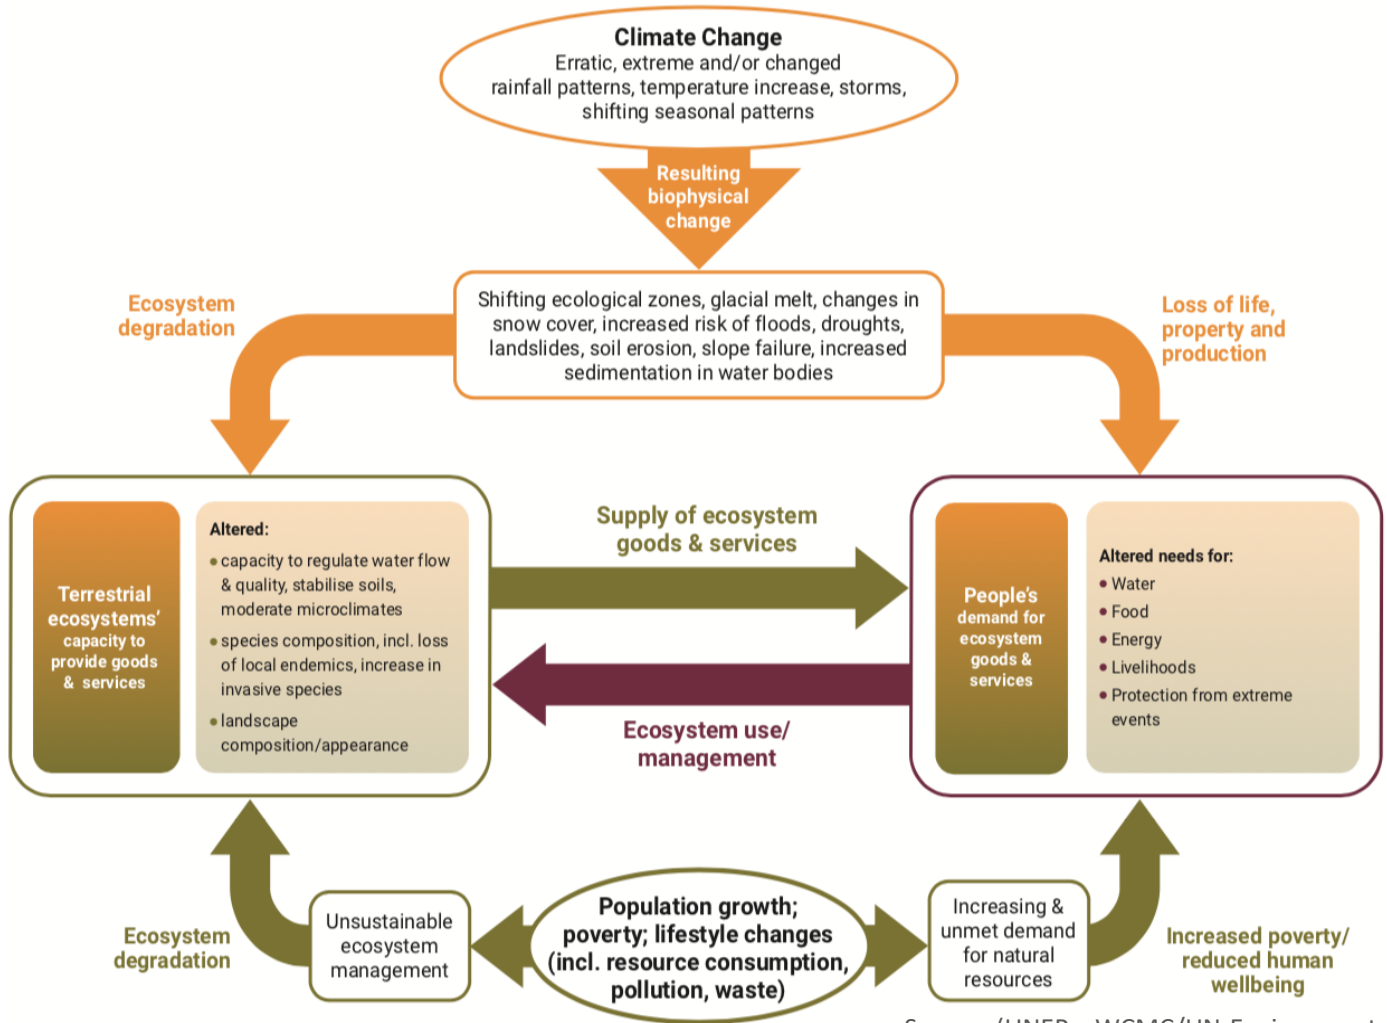 Climate Change
Erratic, extreme and/or changed
rainfall patterns, temperature increase, storms,
shifting seasonal patterns
Resulting
biophysical
change
Ecosystem
degradation
Shifting ecological zones, glacial melt, changes in
snow cover, increased risk of floods, droughts,
landslides, soil erosion, slope failure, increased
sedimentation in water bodies
Loss of life,
property and
production
Terrestrial
ecosystems’
capacity to
provide goods
& services
Altered:
• capacity to regulate water flow
& quality, stabilise soils,
moderate microclimates
• species composition, incl. loss
of local endemics, increase in
invasive species
• landscape
composition/appearance
Supply of ecosystem
goods & services
Ecosystem use/
management
People’s
demand for
ecosystem
goods &
services
Altered needs for:
• Water
• Food
• Energy
• Livelihoods
• Protection from extreme
events
Ecosystem
degradation
Unsustainable
ecosystem
management
Population growth;
poverty; lifestyle changes
(incl. resource consumption,
pollution, waste)
Increasing &
unmet demand
for natural
resources
Increased poverty/
reduced human
wellbeing